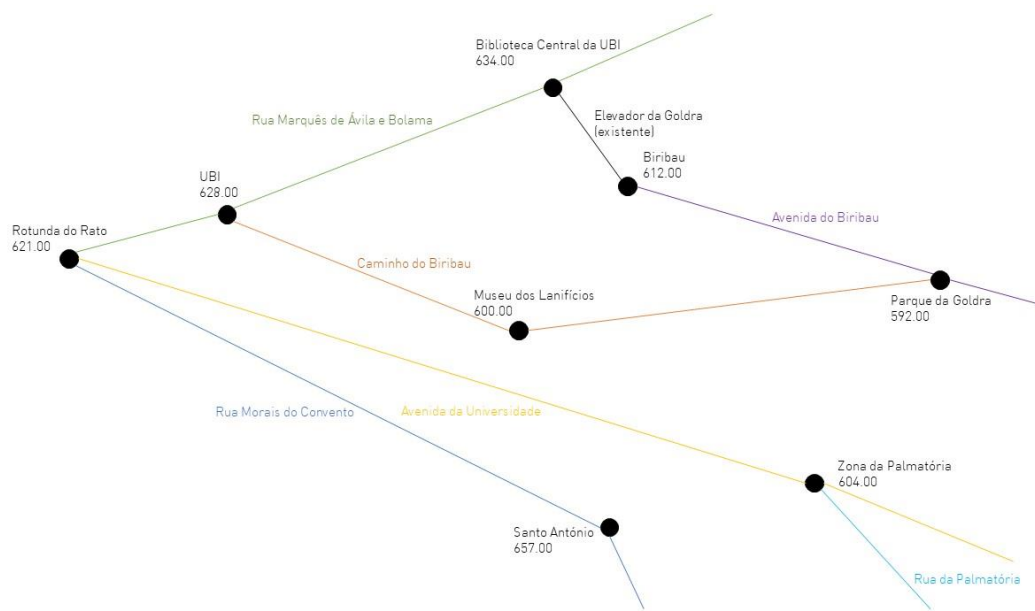 Biblioteca Central da UBI
634.00
Rua Marquês de Ávila e Bolama
Elevador da Goldra
(existente)
Biribau
612.00
UBI
628.00
Avenida do Biribau
Rotunda do Rato
621.00
Caminho do Biribau
Museu dos Lanifícios
600.00
Parque da Goldra
592.00
Rua Morais do Convento
Avenida da Universidade
Zona da Palmatória
604.00
Santo António
657.00
Rua da Palmatória